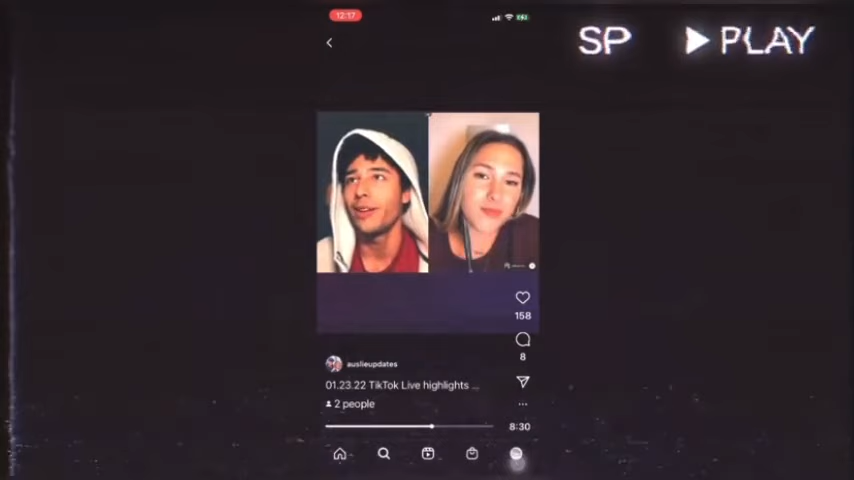 12:17
SP ▶ PLAY
158
8
auslieupdates
01.23.22 TikTok Live highlights ...
2 people
8:30